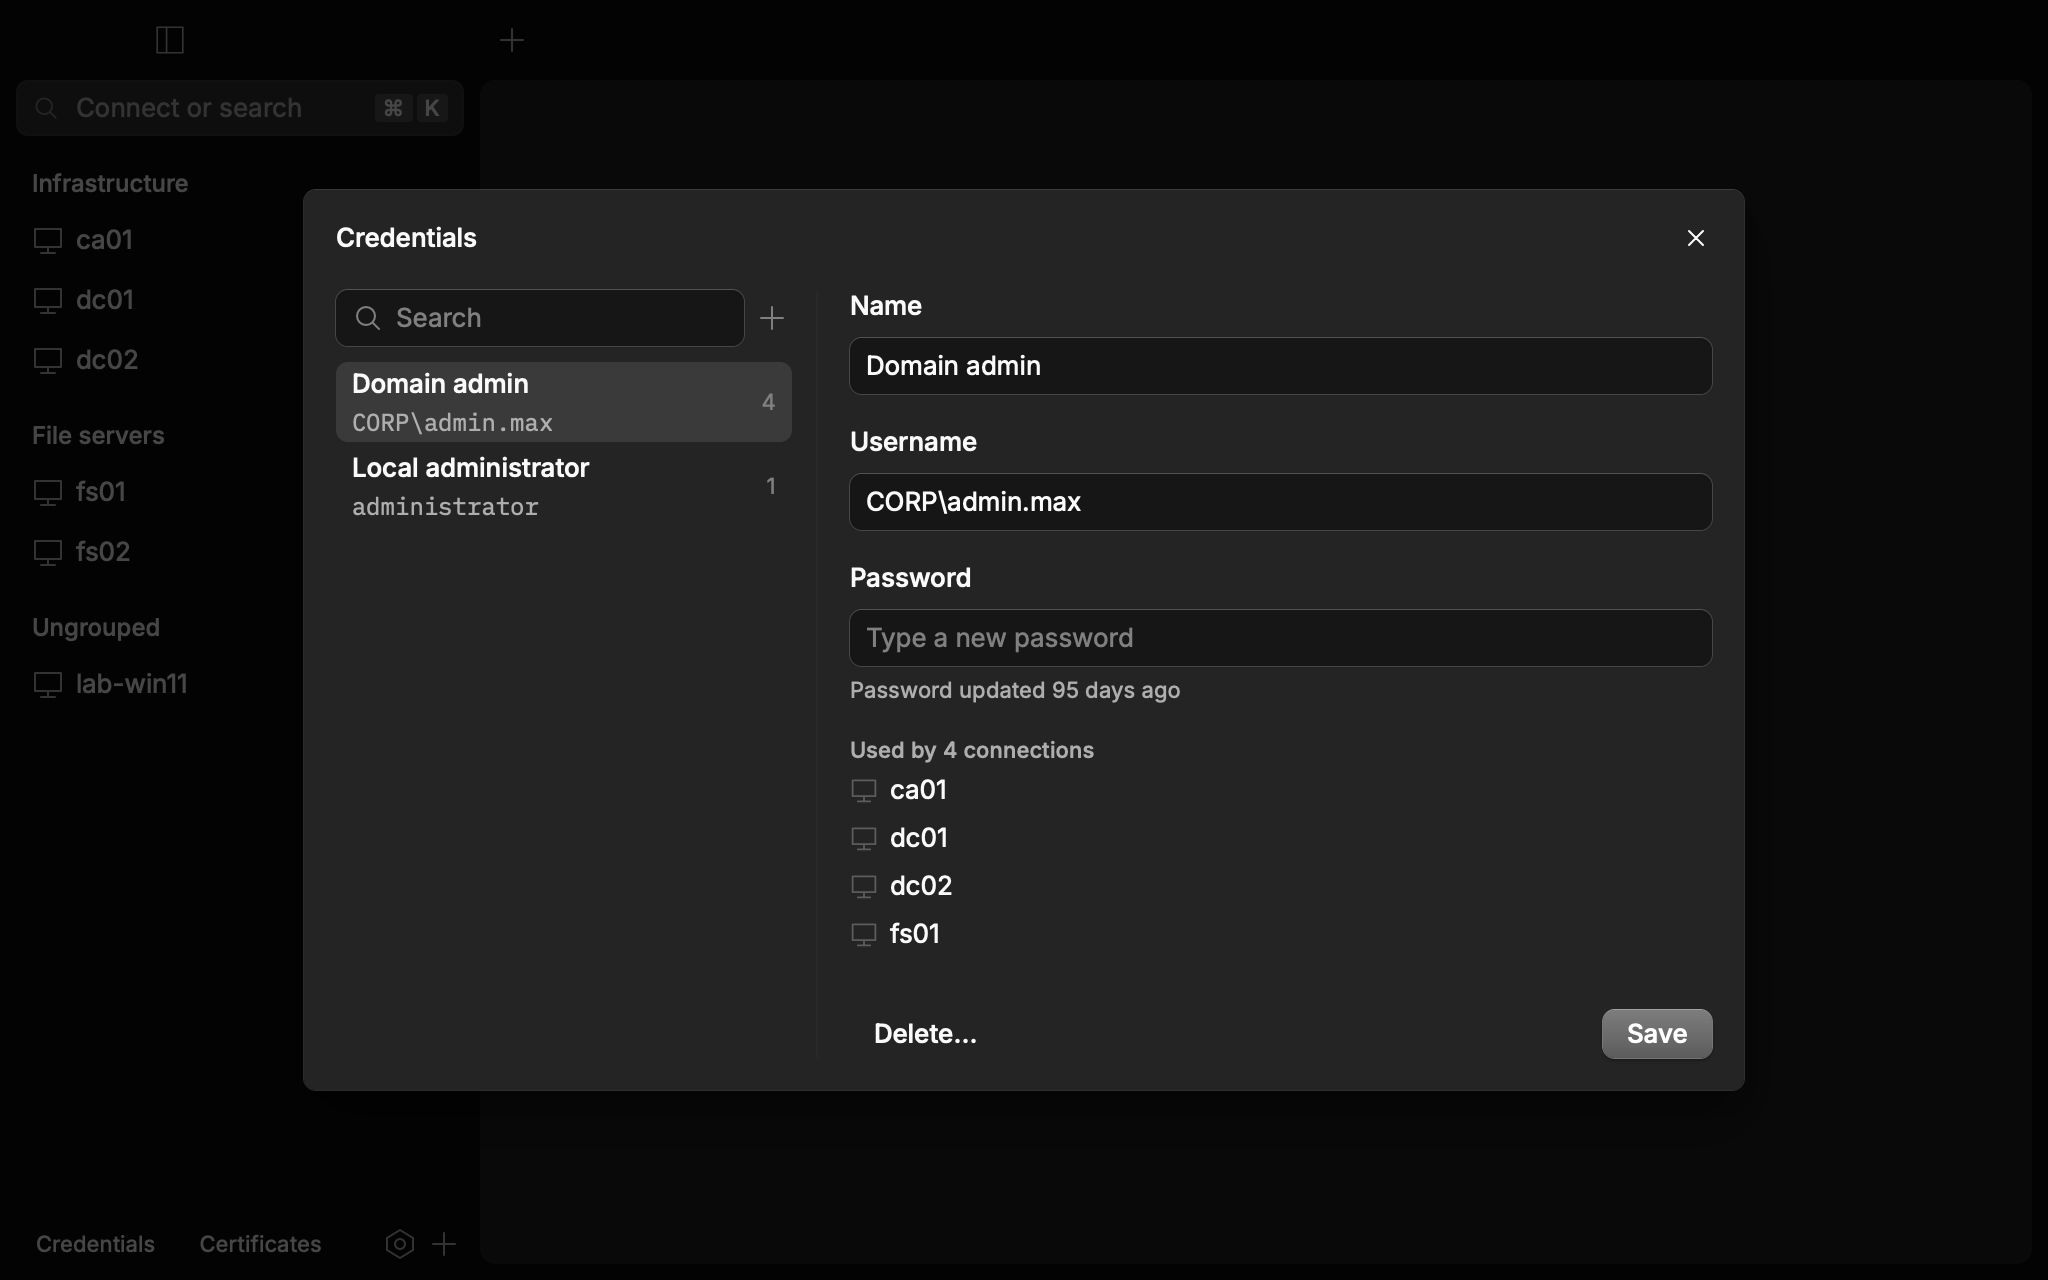 Connect or search ⌘ K
Infrastructure
ca01
dc01
dc02
File servers
fs01
fs02
Ungrouped
lab-win11
Credentials
Certificates
Credentials
Search
Domain admin
CORP\admin.max
4
Local administrator
administrator
1
Name
Domain admin
Username
CORP\admin.max
Password
Type a new password
Password updated 95 days ago
Used by 4 connections
ca01
dc01
dc02
fs01
Delete...
Save